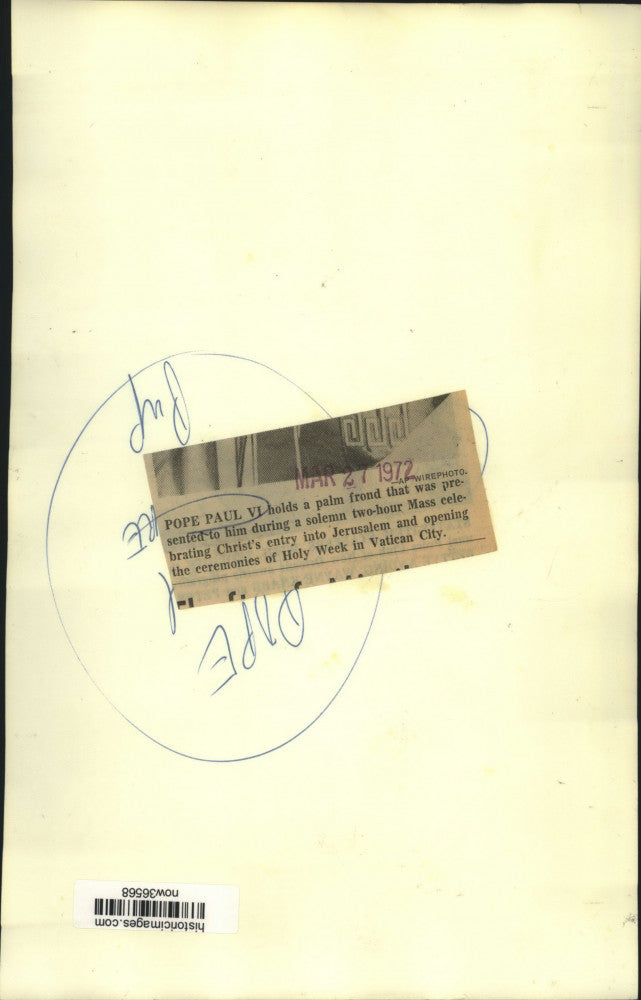 MAR 27 1972
AP WIREPHOTO.
POPE PAUL VI holds a palm frond that was pre-
sented to him during a solemn two-hour Mass cele-
brating Christ's entry into Jerusalem and opening
the ceremonies of Holy Week in Vatican City.
RE
POPE
now36568
historicimages.com